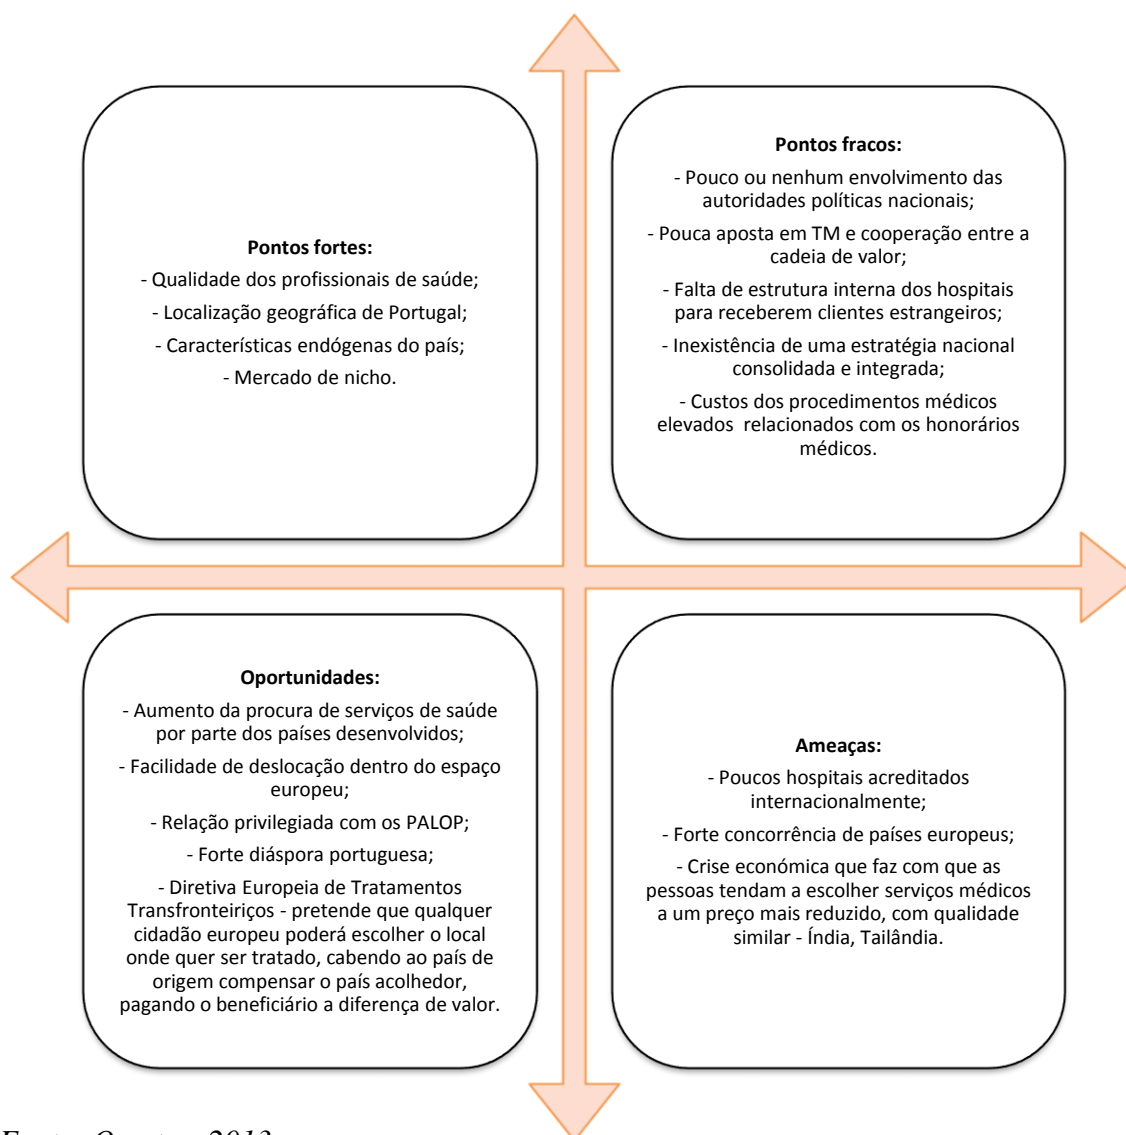 Pontos fortes:
- Qualidade dos profissionais de saúde;
- Localização geográfica de Portugal;
- Características endógenas do país;
- Mercado de nicho.
Pontos fracos:
- Pouco ou nenhum envolvimento das
autoridades políticas nacionais;
- Pouca aposta em TM e cooperação entre a
cadeia de valor;
- Falta de estrutura interna dos hospitais
para receberem clientes estrangeiros;
- Inexistência de uma estratégia nacional
consolidada e integrada;
- Custos dos procedimentos médicos
elevados relacionados com os honorários
médicos.
Oportunidades:
- Aumento da procura de serviços de saúde
por parte dos países desenvolvidos;
- Facilidade de deslocação dentro do espaço
europeu;
- Relação privilegiada com os PALOP;
- Forte diáspora portuguesa;
- Diretiva Europeia de Tratamentos
Transfronteiriços - pretende que qualquer
cidadão europeu poderá escolher o local
onde quer ser tratado, cabendo ao país de
origem compensar o país acolhedor,
pagando o beneficiário a diferença de valor.
Ameaças:
- Poucos hospitais acreditados
internacionalmente;
- Forte concorrência de países europeus;
- Crise económica que faz com que as
pessoas tendam a escolher serviços médicos
a um preço mais reduzido, com qualidade
similar - Índia, Tailândia.
2013